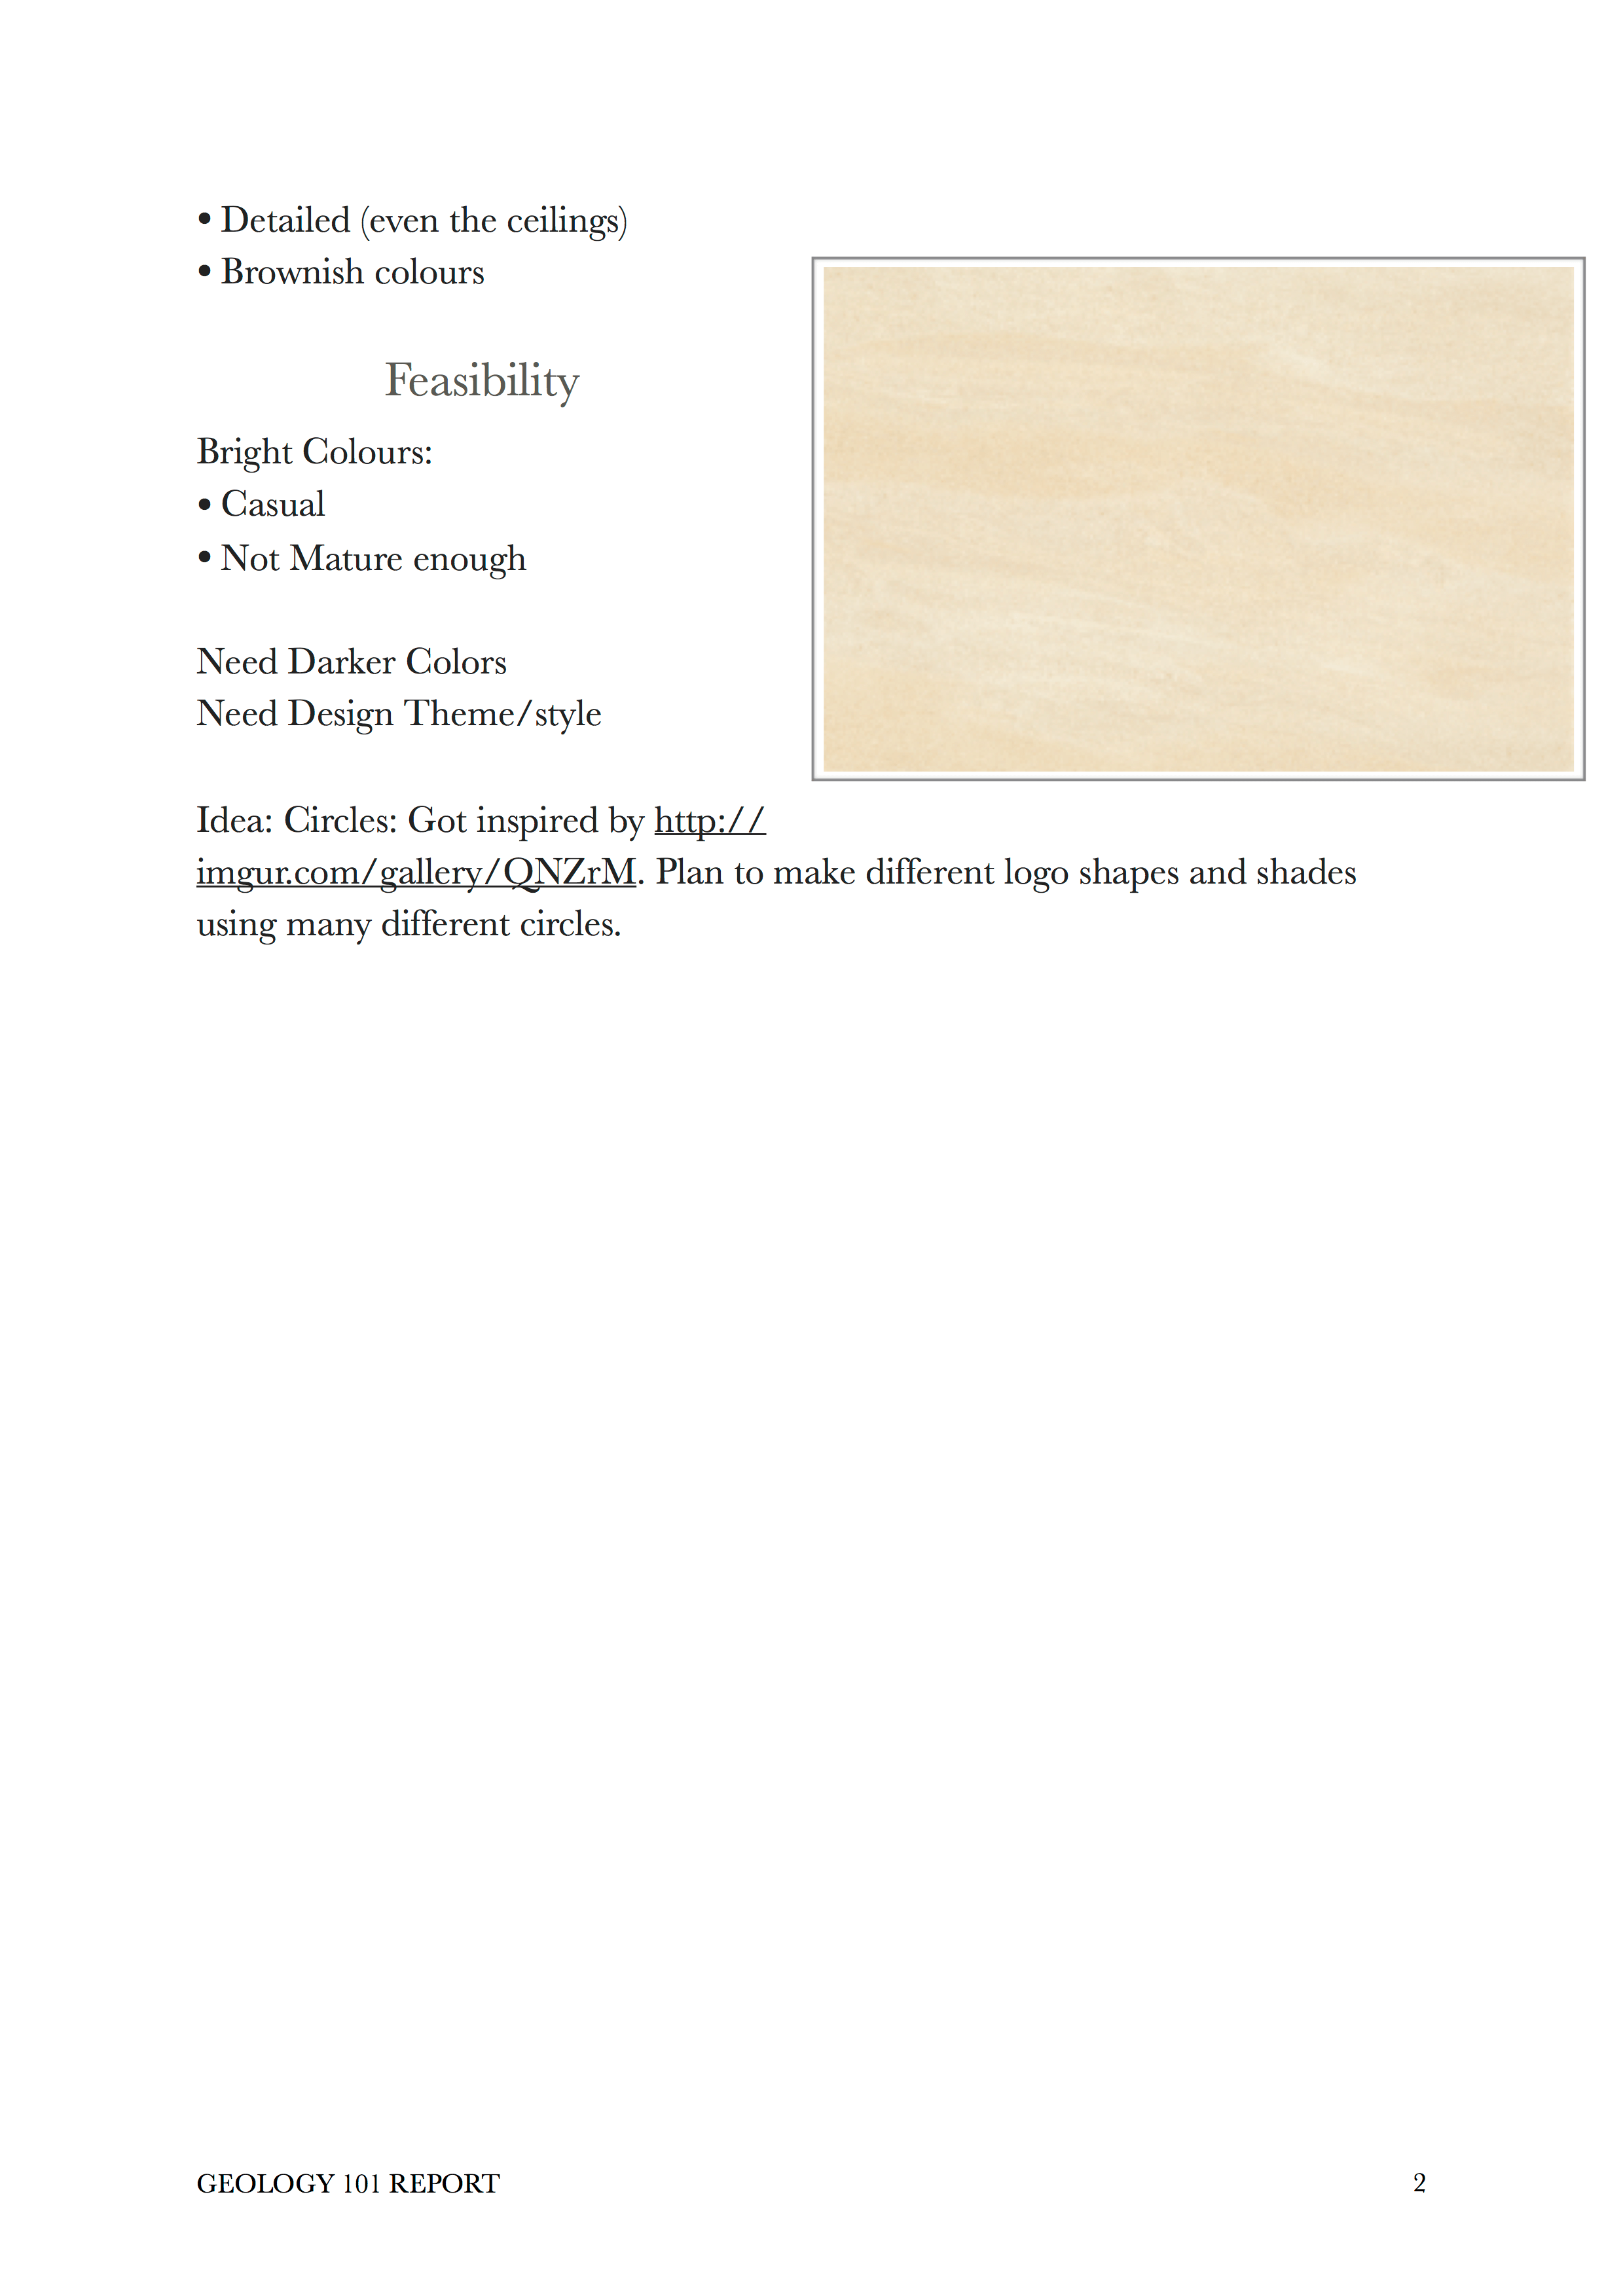 • Detailed (even the ceilings)
• Brownish colours
Feasibility
Bright Colours:
• Casual
• Not Mature enough
Need Darker Colors
Need Design Theme/style
Idea: Circles: Got inspired by http://
imgur.com/gallery/QNZrM. Plan to make different logo shapes and shades
using many different circles.
GEOLOGY 101 REPORT 2